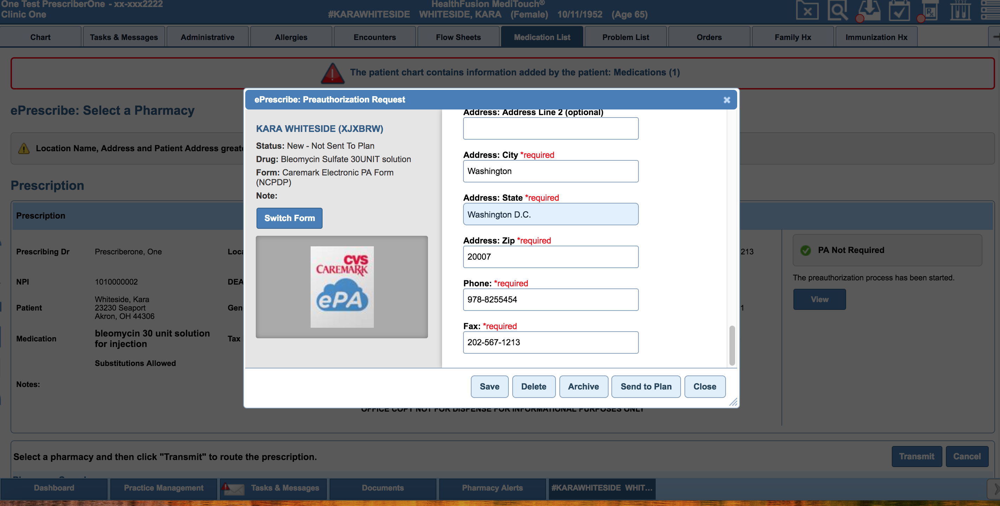 One Test PrescriberOne - xx-xxx2222
Clinic One
HealthFusion MediTouch®
#KARAWHITESIDE WHITESIDE, KARA (Female) 10/11/1952 (Age 65)
Chart
Tasks & Messages
Administrative
Allergies
Encounters
Flow Sheets
Medication List
Problem List
Orders
Family Hx
Immunization Hx
The patient chart contains information added by the patient: Medications (1)
ePrescribe: Select a Pharmacy
Location Name, Address and Patient Address
Prescription
Prescription
Prescribing Dr
Prescriberone, One
NPI
1010000002
DEA
Patient
Whiteside, Kara
23230 Seaport
Akron, OH 44306
Medication
bleomycin 30 unit solution
for injection
Tax
Substitutions Allowed
Notes:
ePrescribe: Preauthorization Request
KARA WHITESIDE (XJXBRW)
Status: New - Not Sent To Plan
Drug: Bleomycin Sulfate 30UNIT solution
Form: Caremark Electronic PA Form
(NCPDP)
Note:
Switch Form
CVS
CAREMARK
ePA
Address: Address Line 2 (optional)
Address: City *required
Washington
Address: State *required
Washington D.C.
Address: Zip *required
20007
Phone: *required
978-8255454
Fax: *required
202-567-1213
Save
Delete
Archive
Send to Plan
Close
213
1
PA Not Required
The preauthorization process has been started.
View
OFFICE COPY NOT FOR DISPENSE FOR INFORMATIONAL PURPOSES ONLY
Select a pharmacy and then click "Transmit" to route the prescription.
Transmit
Cancel
Dashboard
Practice Management
Tasks & Messages
Documents
Pharmacy Alerts
#KARAWHITESIDE WHIT...